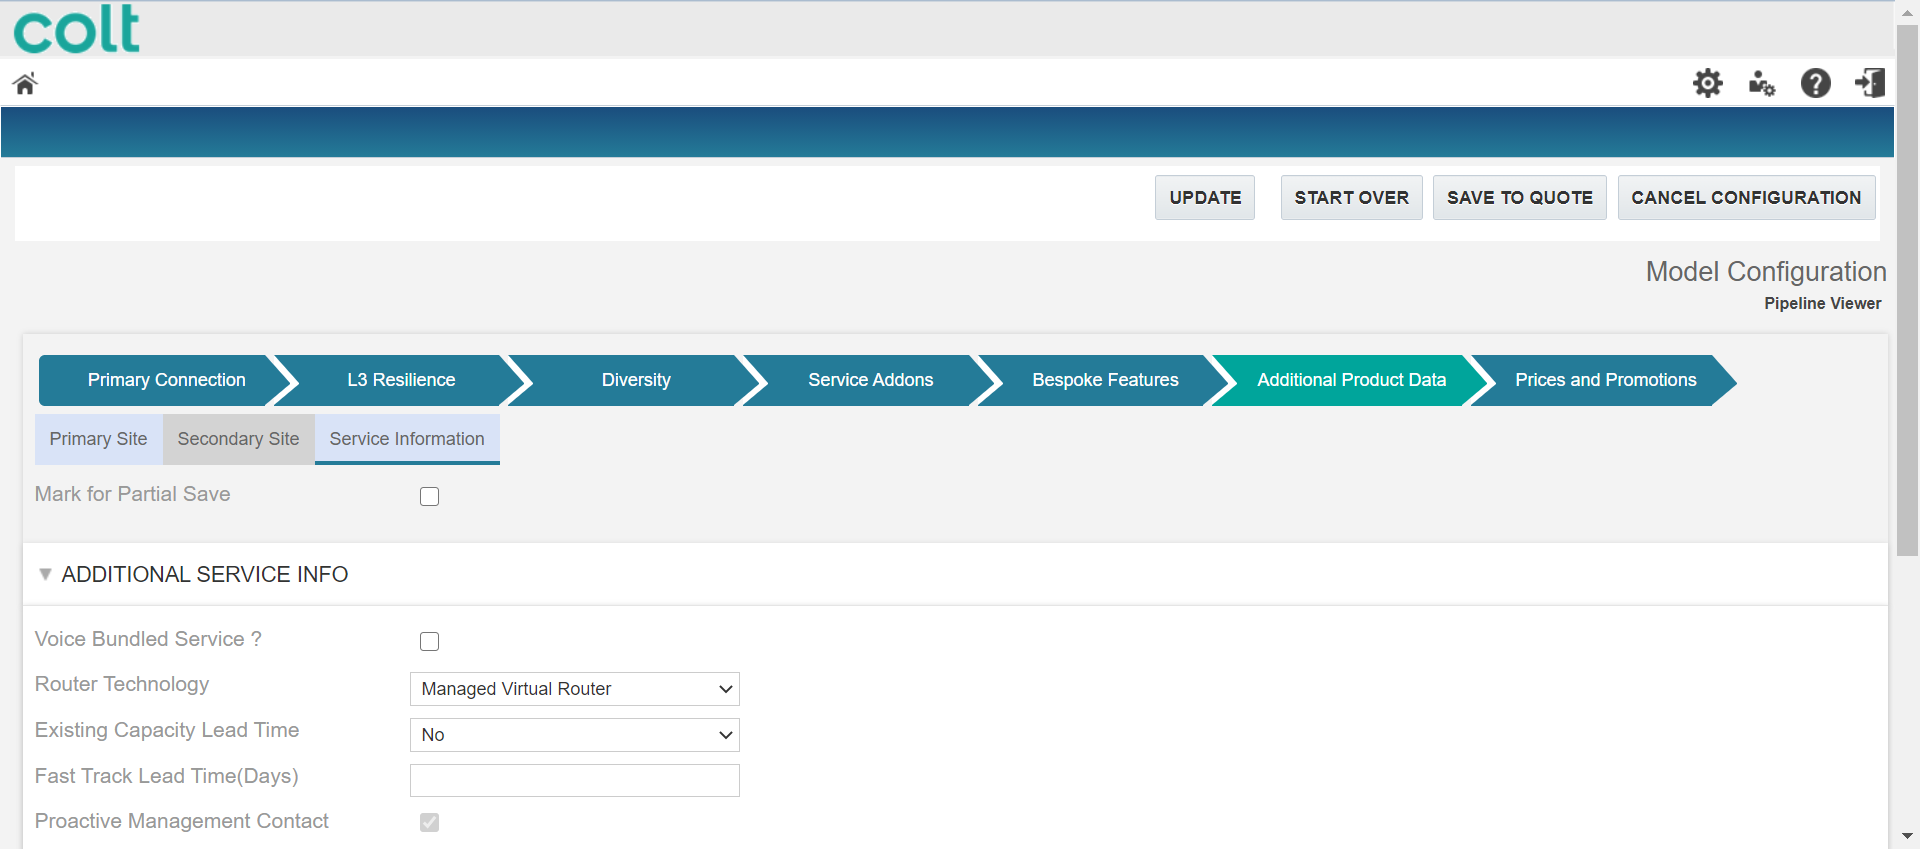 colt
UPDATE START OVER SAVE TO QUOTE CANCEL CONFIGURATION
Model Configuration
Pipeline Viewer
Primary Connection L3 Resilience Diversity Service Addons Bespoke Features Additional Product Data Prices and Promotions
Primary Site Secondary Site Service Information
Mark for Partial Save
ADDITIONAL SERVICE INFO
Voice Bundled Service ?
Router Technology Managed Virtual Router
Existing Capacity Lead Time No
Fast Track Lead Time(Days)
Proactive Management Contact